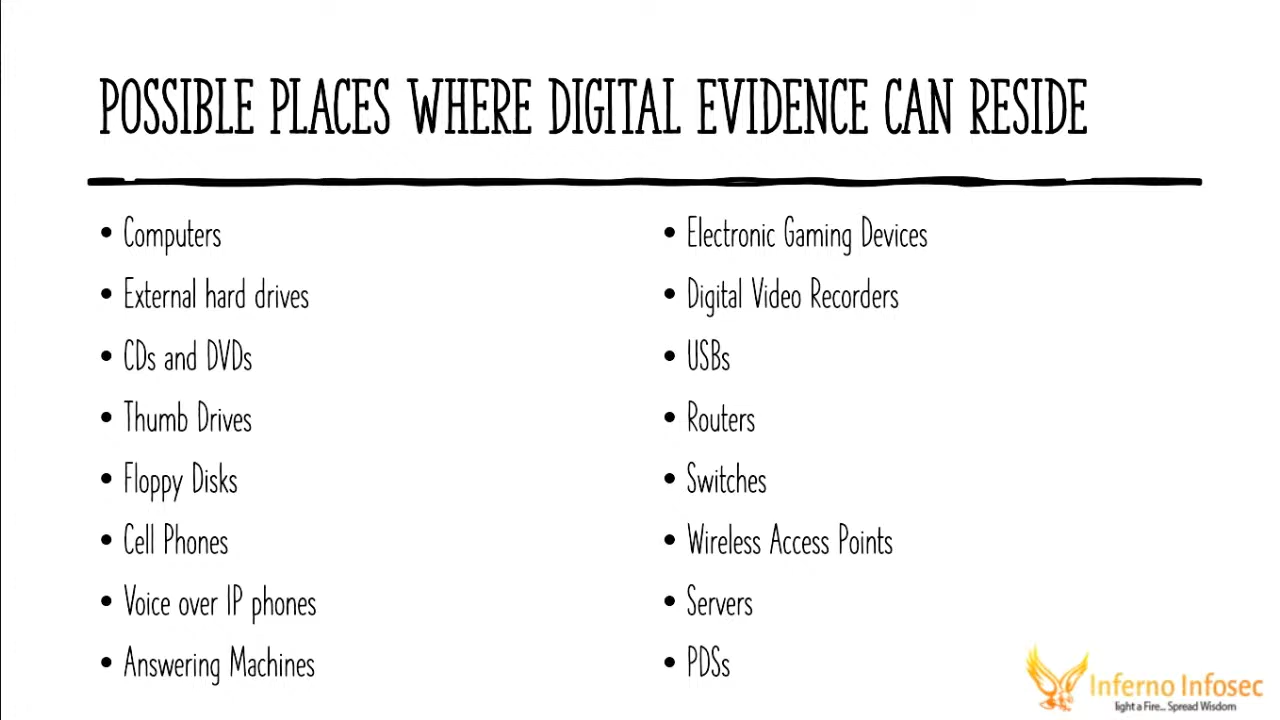 POSSIBLE PLACES WHERE DIGITAL EVIDENCE CAN RESIDE
• Computers
• External hard drives
• CDs and DVDs
• Thumb Drives
• Floppy Disks
• Cell Phones
• Voice over IP phones
• Answering Machines
• Electronic Gaming Devices
• Digital Video Recorders
• USBs
• Routers
• Switches
• Wireless Access Points
• Servers
• PDSs
Inferno Infosec
light a Fire... Spread Wisdom